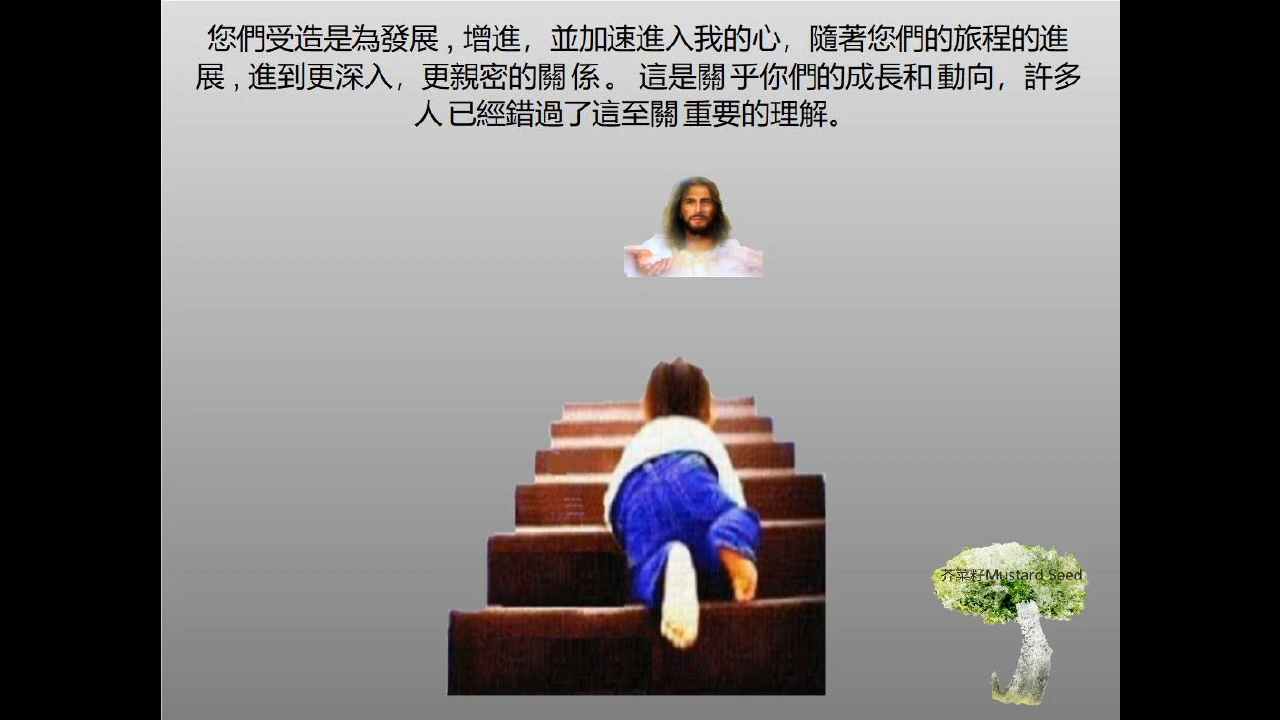 您們受造是為發展 , 增進，並加速進入我的心，隨著您們的旅程的進
展 , 進到更深入，更親密的關係。 這是關乎你們的成長和動向，許多
人已經錯過了這至關重要的理解。
芥菜籽Mustard Seed